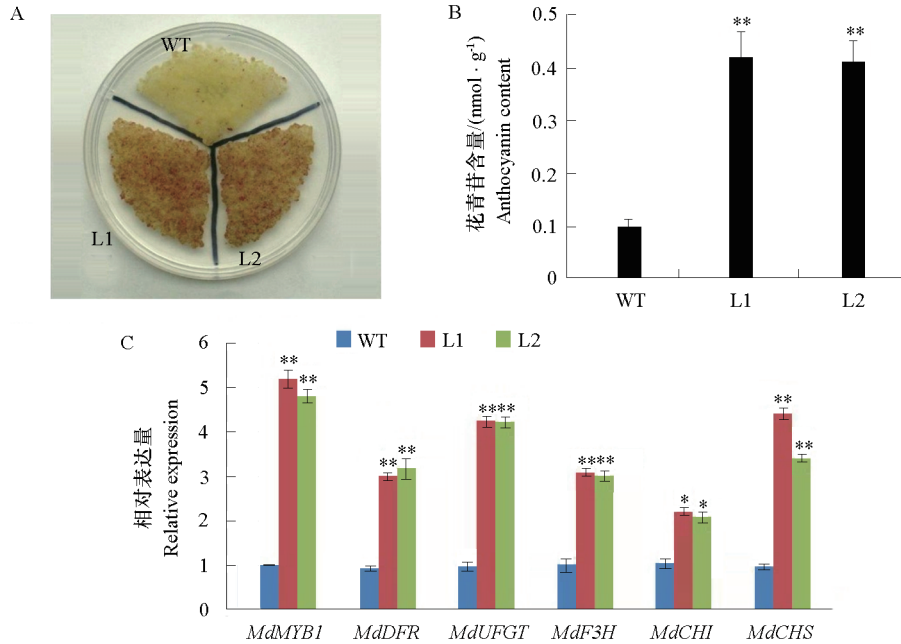 A
WT
L1
L2
B
花青苷含量/(nmol · g⁻¹)
Anthocyanin content
0.5
0.4
0.3
0.2
0.1
0
**
**
WT
L1
L2
C
WT
L1
L2
相对表达量
Relative expression
6
5
4
3
2
1
0
**
**
**
**
****
****
*
*
**
**
MdMYB1
MdDFR
MdUFGT
MdF3H
MdCHI
MdCHS